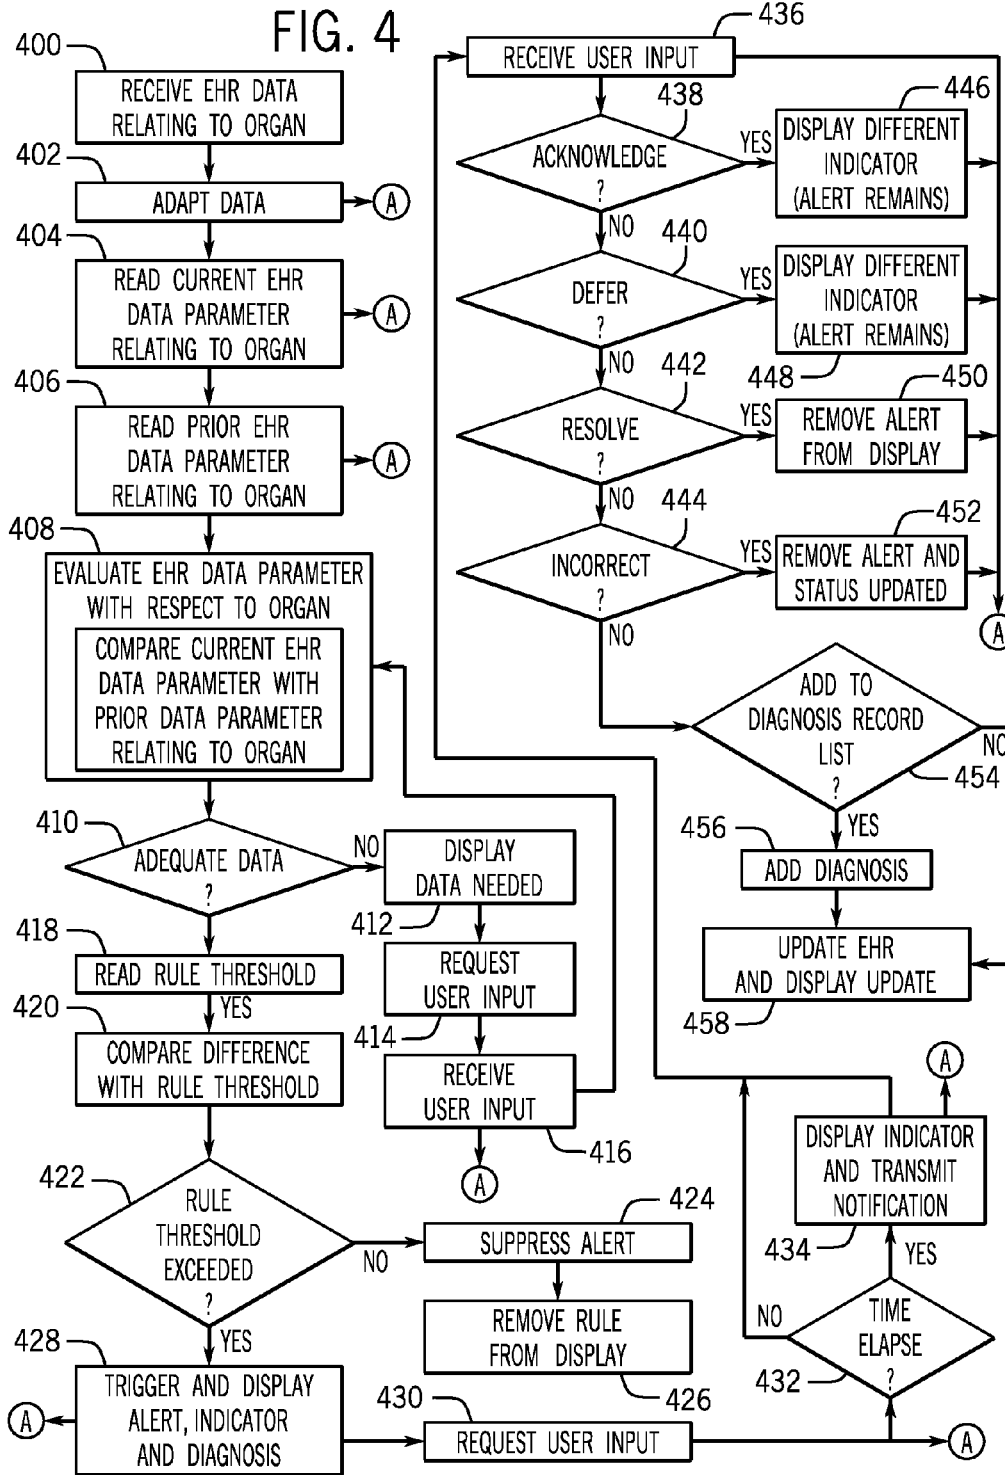 FIG. 4
400
RECEIVE EHR DATA
RELATING TO ORGAN
402
ADAPT DATA
A
404
READ CURRENT EHR
DATA PARAMETER
RELATING TO ORGAN
A
406
READ PRIOR EHR
DATA PARAMETER
RELATING TO ORGAN
A
408
EVALUATE EHR DATA PARAMETER
WITH RESPECT TO ORGAN
COMPARE CURRENT EHR
DATA PARAMETER WITH
PRIOR DATA PARAMETER
RELATING TO ORGAN
410
ADEQUATE DATA
?
NO
DISPLAY
DATA NEEDED
412
REQUEST
USER INPUT
414
RECEIVE
USER INPUT
416
A
418
READ RULE THRESHOLD
YES
420
COMPARE DIFFERENCE
WITH RULE THRESHOLD
422
RULE
THRESHOLD
EXCEEDED
?
NO
424
SUPPRESS ALERT
REMOVE RULE
FROM DISPLAY
426
YES
428
TRIGGER AND DISPLAY
ALERT, INDICATOR
AND DIAGNOSIS
A
430
REQUEST USER INPUT
A
432
TIME
ELAPSE
?
NO
YES
434
DISPLAY INDICATOR
AND TRANSMIT
NOTIFICATION
A
436
RECEIVE USER INPUT
438
ACKNOWLEDGE
?
YES
446
DISPLAY DIFFERENT
INDICATOR
(ALERT REMAINS)
NO
440
DEFER
?
YES
DISPLAY DIFFERENT
INDICATOR
(ALERT REMAINS)
448
NO
442
RESOLVE
?
YES
450
REMOVE ALERT
FROM DISPLAY
NO
444
INCORRECT
?
YES
452
REMOVE ALERT AND
STATUS UPDATED
A
NO
ADD TO
DIAGNOSIS RECORD
LIST
?
NO
454
YES
456
ADD DIAGNOSIS
UPDATE EHR
AND DISPLAY UPDATE
458